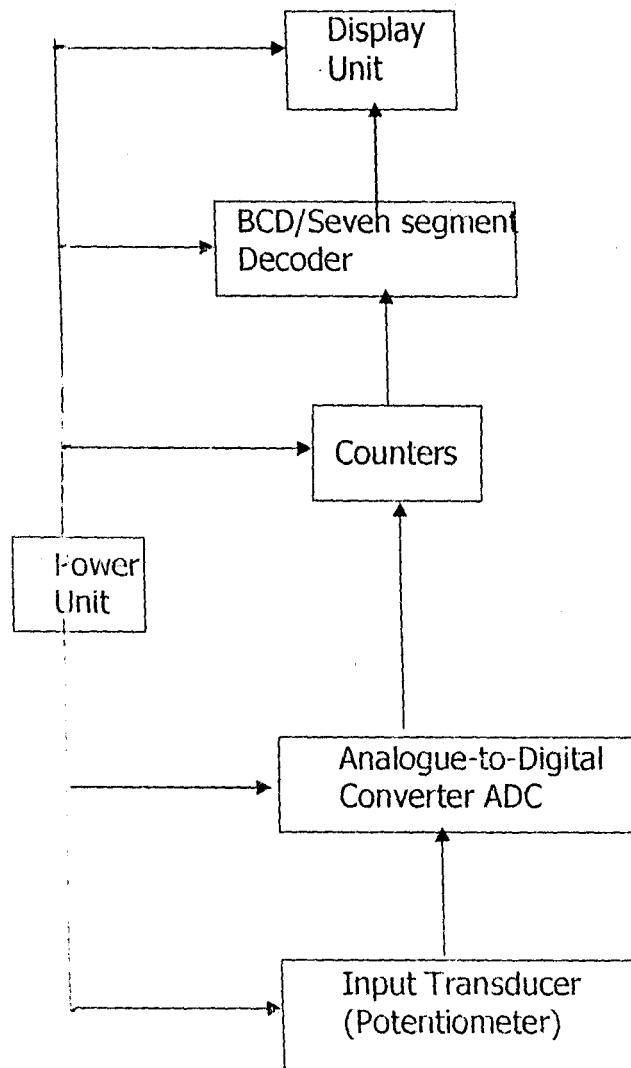 Display
Unit
BCD/Seven segment
Decoder
Counters
Power
Unit
Analogue-to-Digital
Converter ADC
Input Transducer
(Potentiometer)